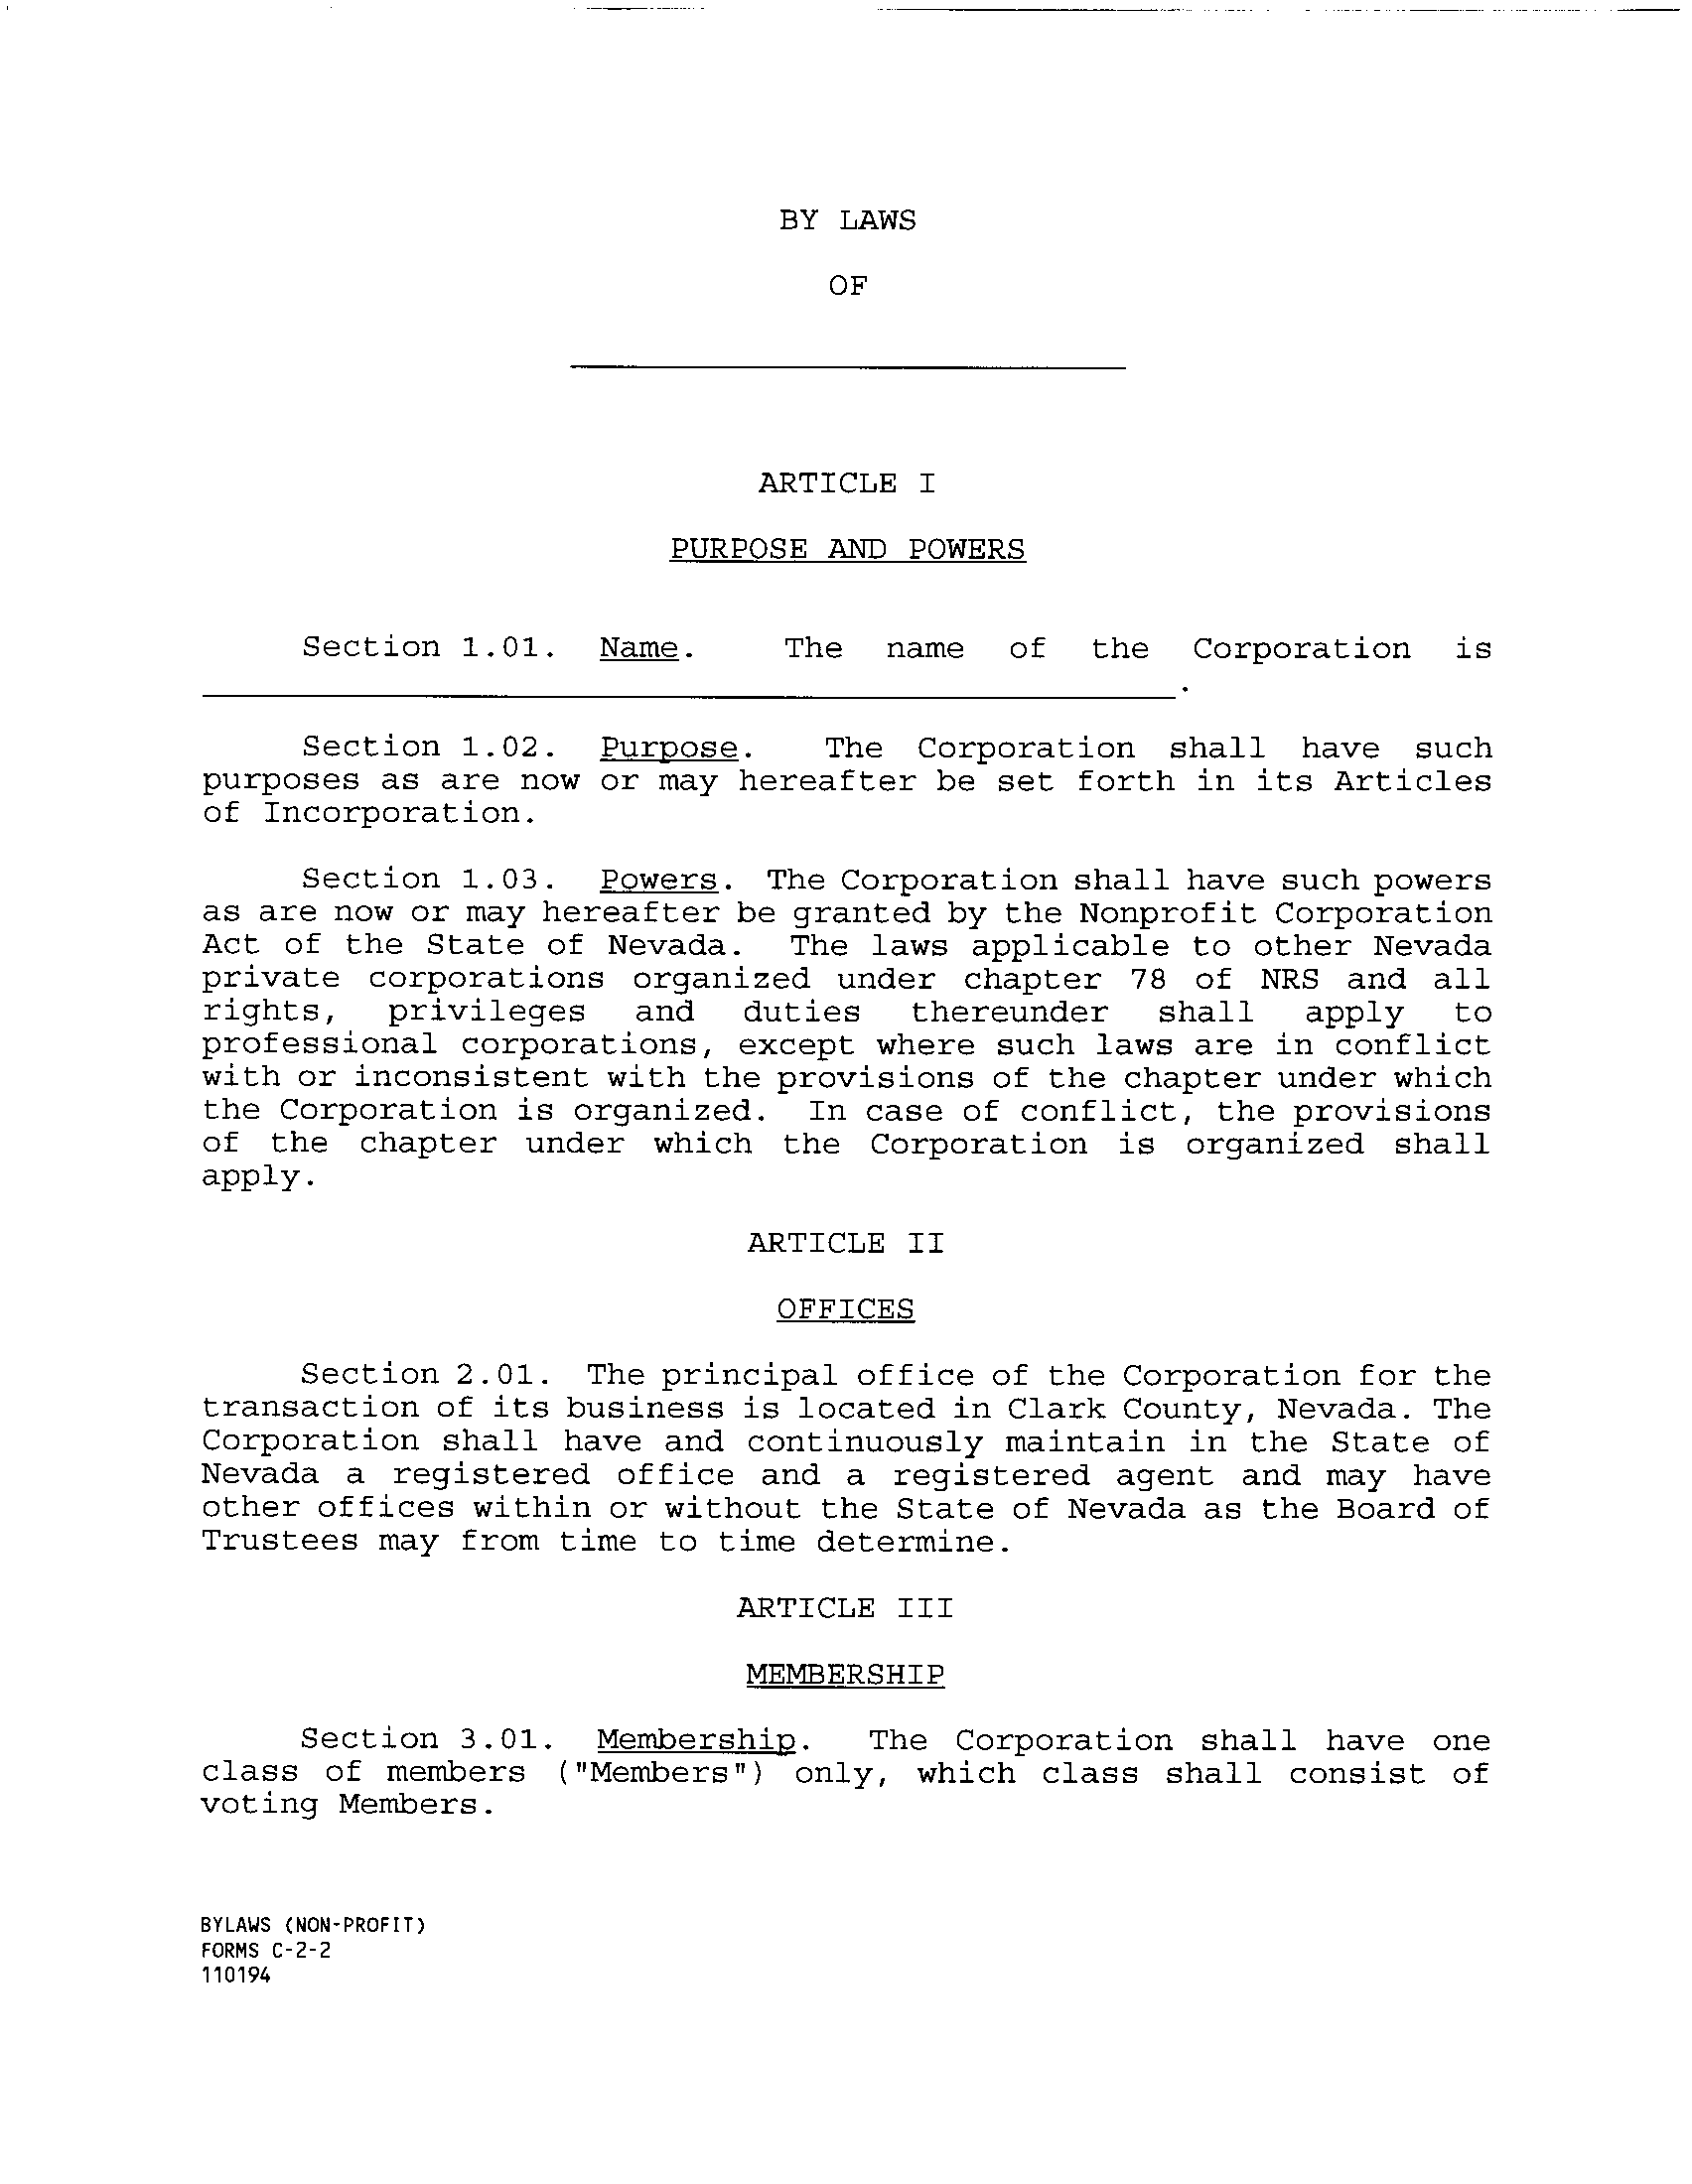 BY LAWS
OF
ARTICLE I
PURPOSE AND POWERS
Section 1.01. Name. The name of the Corporation is
.
Section 1.02. Purpose. The Corporation shall have such
purposes as are now or may hereafter be set forth in its Articles
of Incorporation.
Section 1.03. Powers. The Corporation shall have such powers
as are now or may hereafter be granted by the Nonprofit Corporation
Act of the State of Nevada. The laws applicable to other Nevada
private corporations organized under chapter 78 of NRS and all
rights, privileges and duties thereunder shall apply to
professional corporations, except where such laws are in conflict
with or inconsistent with the provisions of the chapter under which
the Corporation is organized. In case of conflict, the provisions
of the chapter under which the Corporation is organized shall
apply.
ARTICLE II
OFFICES
Section 2.01. The principal office of the Corporation for the
transaction of its business is located in Clark County, Nevada. The
Corporation shall have and continuously maintain in the State of
Nevada a registered office and a registered agent and may have
other offices within or without the State of Nevada as the Board of
Trustees may from time to time determine.
ARTICLE III
MEMBERSHIP
Section 3.01. Membership. The Corporation shall have one
class of members ("Members") only, which class shall consist of
voting Members.
BYLAWS (NON-PROFIT)
FORMS C-2-2
110194